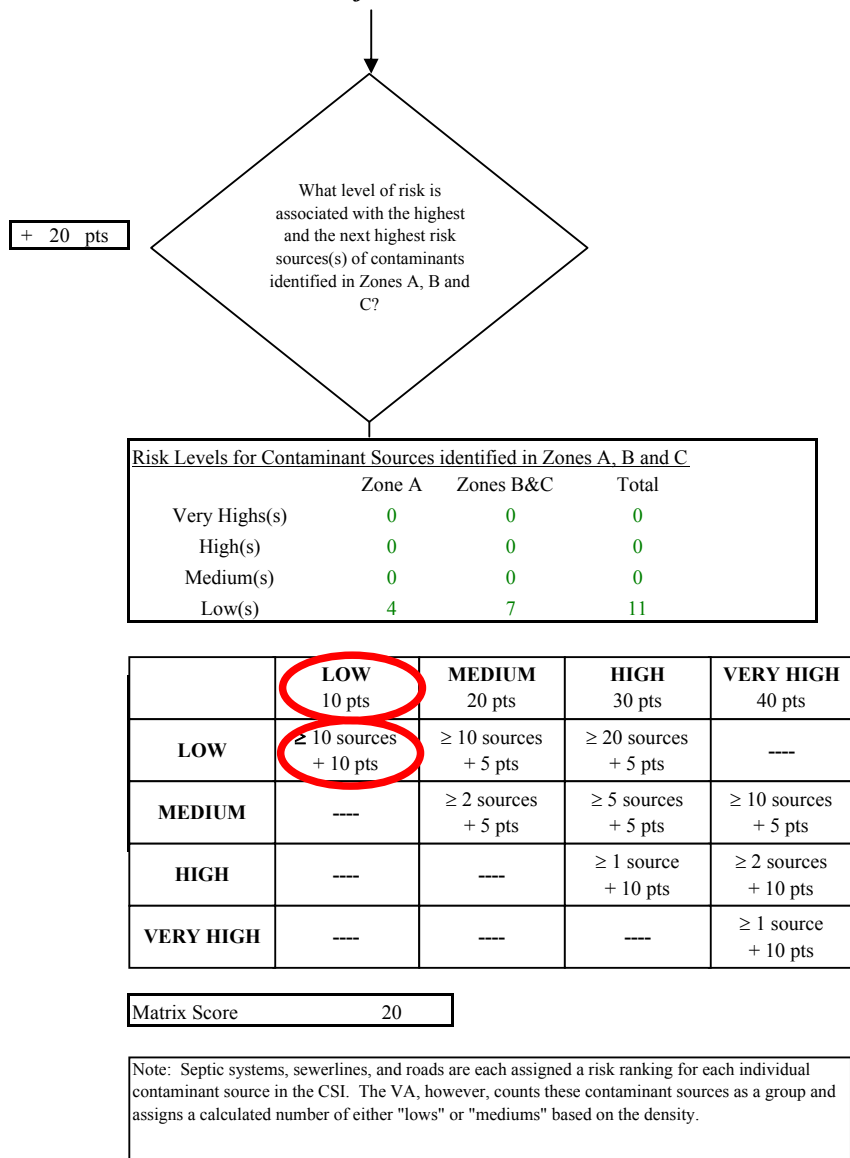 What level of risk is
associated with the highest
and the next highest risk
sources(s) of contaminants
identified in Zones A, B and
C?
+ 20 pts
Risk Levels for Contaminant Sources identified in Zones A, B and C
Zone A Zones B&C Total
Very Highs(s) 0 0 0
High(s) 0 0 0
Medium(s) 0 0 0
Low(s) 4 7 11
LOW MEDIUM HIGH VERY HIGH
10 pts 20 pts 30 pts 40 pts
LOW ≥ 10 sources ≥ 10 sources ≥ 20 sources ----
+ 10 pts + 5 pts + 5 pts
MEDIUM ---- ≥ 2 sources ≥ 5 sources ≥ 10 sources
+ 5 pts + 5 pts + 5 pts
HIGH ---- ---- ≥ 1 source ≥ 2 sources
+ 10 pts + 10 pts
VERY HIGH ---- ---- ---- ≥ 1 source
+ 10 pts
Matrix Score 20
Note: Septic systems, sewerlines, and roads are each assigned a risk ranking for each individual
contaminant source in the CSI. The VA, however, counts these contaminant sources as a group and
assigns a calculated number of either "lows" or "mediums" based on the density.